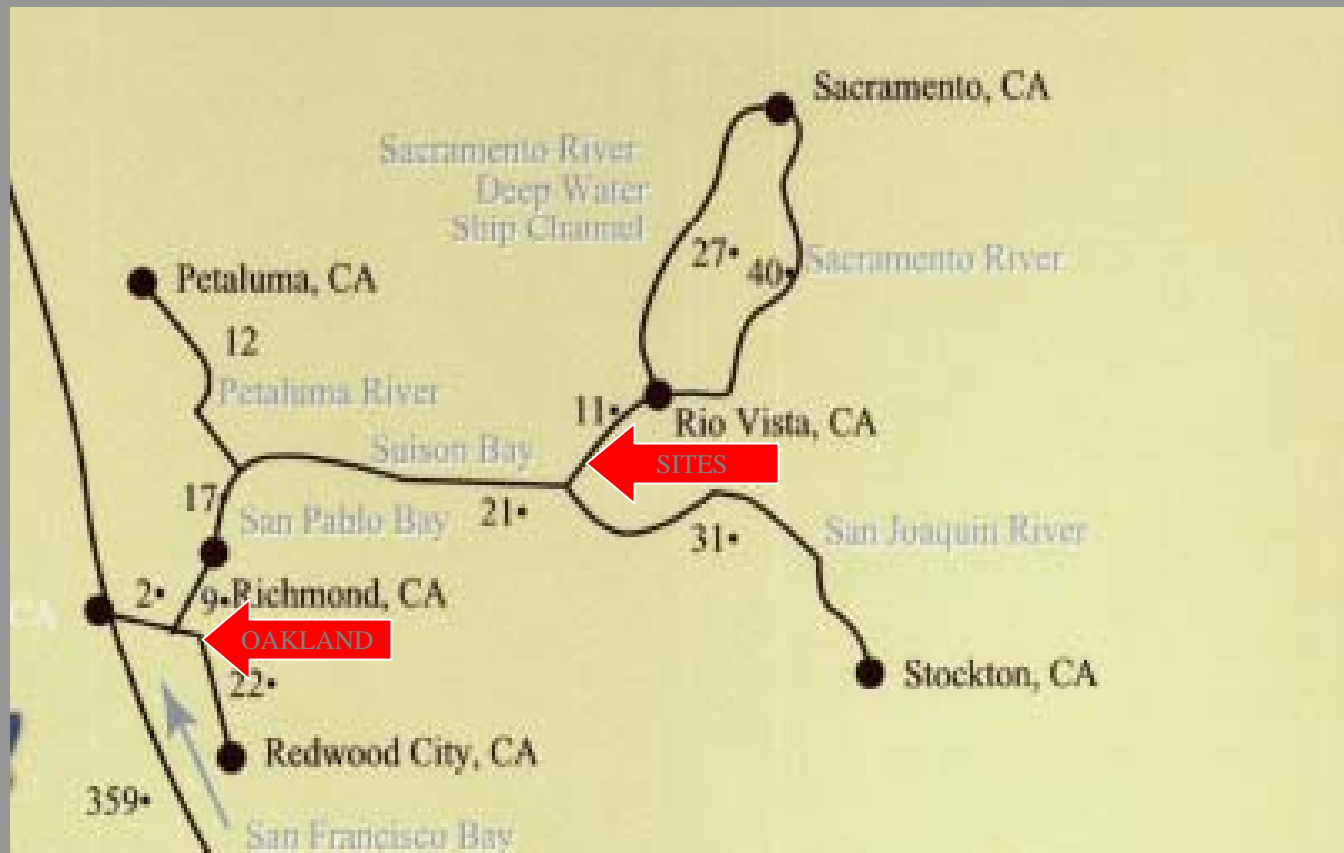 Sacramento, CA
Sacramento River
Deep Water
Ship Channel
27•
40•
Sacramento River
Petaluma, CA
12
Petaluma River
11•
Rio Vista, CA
Suison Bay
SITES
17
21•
San Pablo Bay
31•
San Joaquin River
2•
9•
Richmond, CA
CA
OAKLAND
22•
Stockton, CA
Redwood City, CA
359•
San Francisco Bay